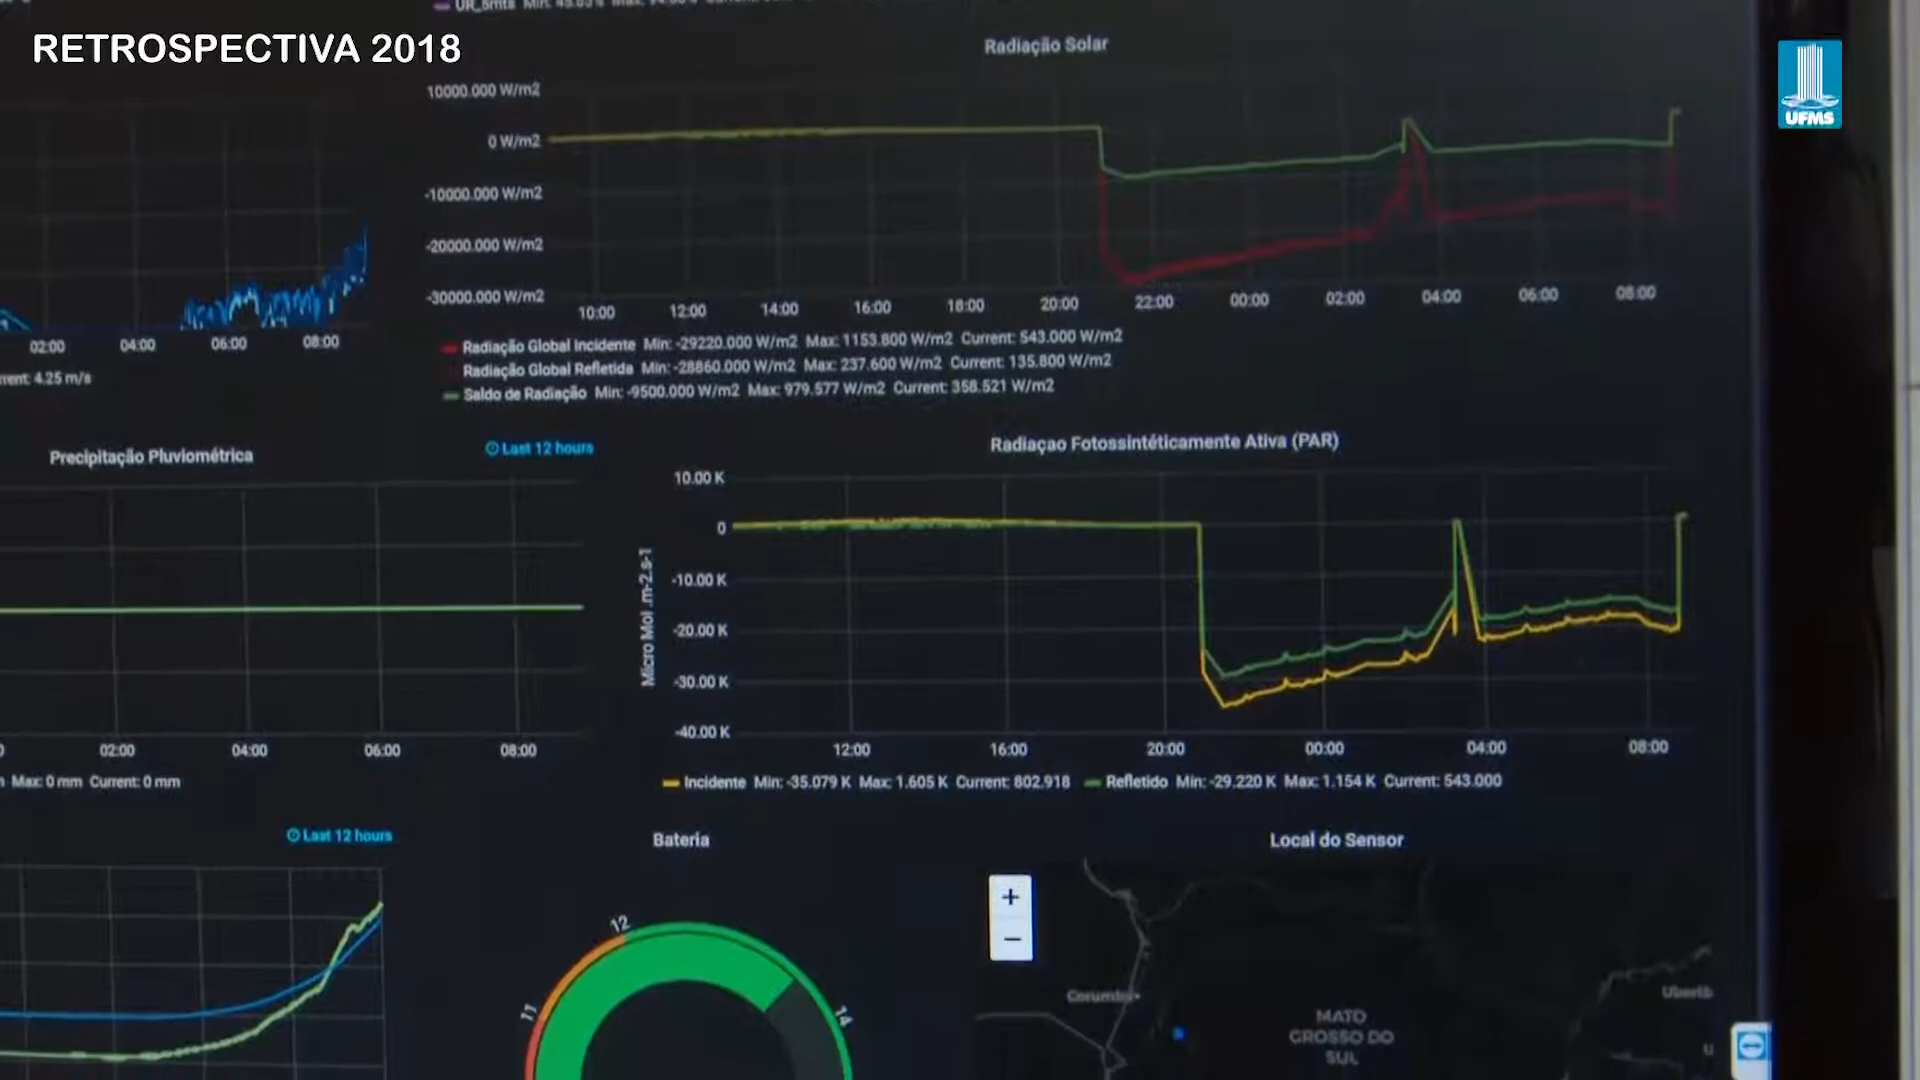 UR_5mts Min: 45.03%
RETROSPECTIVA 2018
UFMS
Radiação Solar
10000.000 W/m2
0 W/m2
-10000.000 W/m2
-20000.000 W/m2
-30000.000 W/m2
10:00 12:00 14:00 16:00 18:00 20:00 22:00 00:00 02:00 04:00 06:00 08:00
Radiação Global Incidente Min: -29220.000 W/m2 Max: 1153.800 W/m2 Current: 543.000 W/m2
Radiação Global Refletida Min: -28860.000 W/m2 Max: 237.600 W/m2 Current: 135.800 W/m2
Saldo de Radiação Min: -9500.000 W/m2 Max: 979.577 W/m2 Current: 358.521 W/m2
02:00 04:00 06:00 08:00
rrent: 4.25 m/s
Precipitação Pluviométrica
Last 12 hours
02:00 04:00 06:00 08:00
Max: 0 mm Current: 0 mm
Radiaçao Fotossintéticamente Ativa (PAR)
Micro Mol .m-2.s-1
10.00 K
0
-10.00 K
-20.00 K
-30.00 K
-40.00 K
12:00 16:00 20:00 00:00 04:00 08:00
Incidente Min: -35.079 K Max: 1.605 K Current: 802.918 Refletido Min: -29.220 K Max: 1.154 K Current: 543.000
Last 12 hours
Bateria
11 12 14
Local do Sensor
+
−
Corumbá
MATO
GROSSO DO
SUL
Uberlb
U